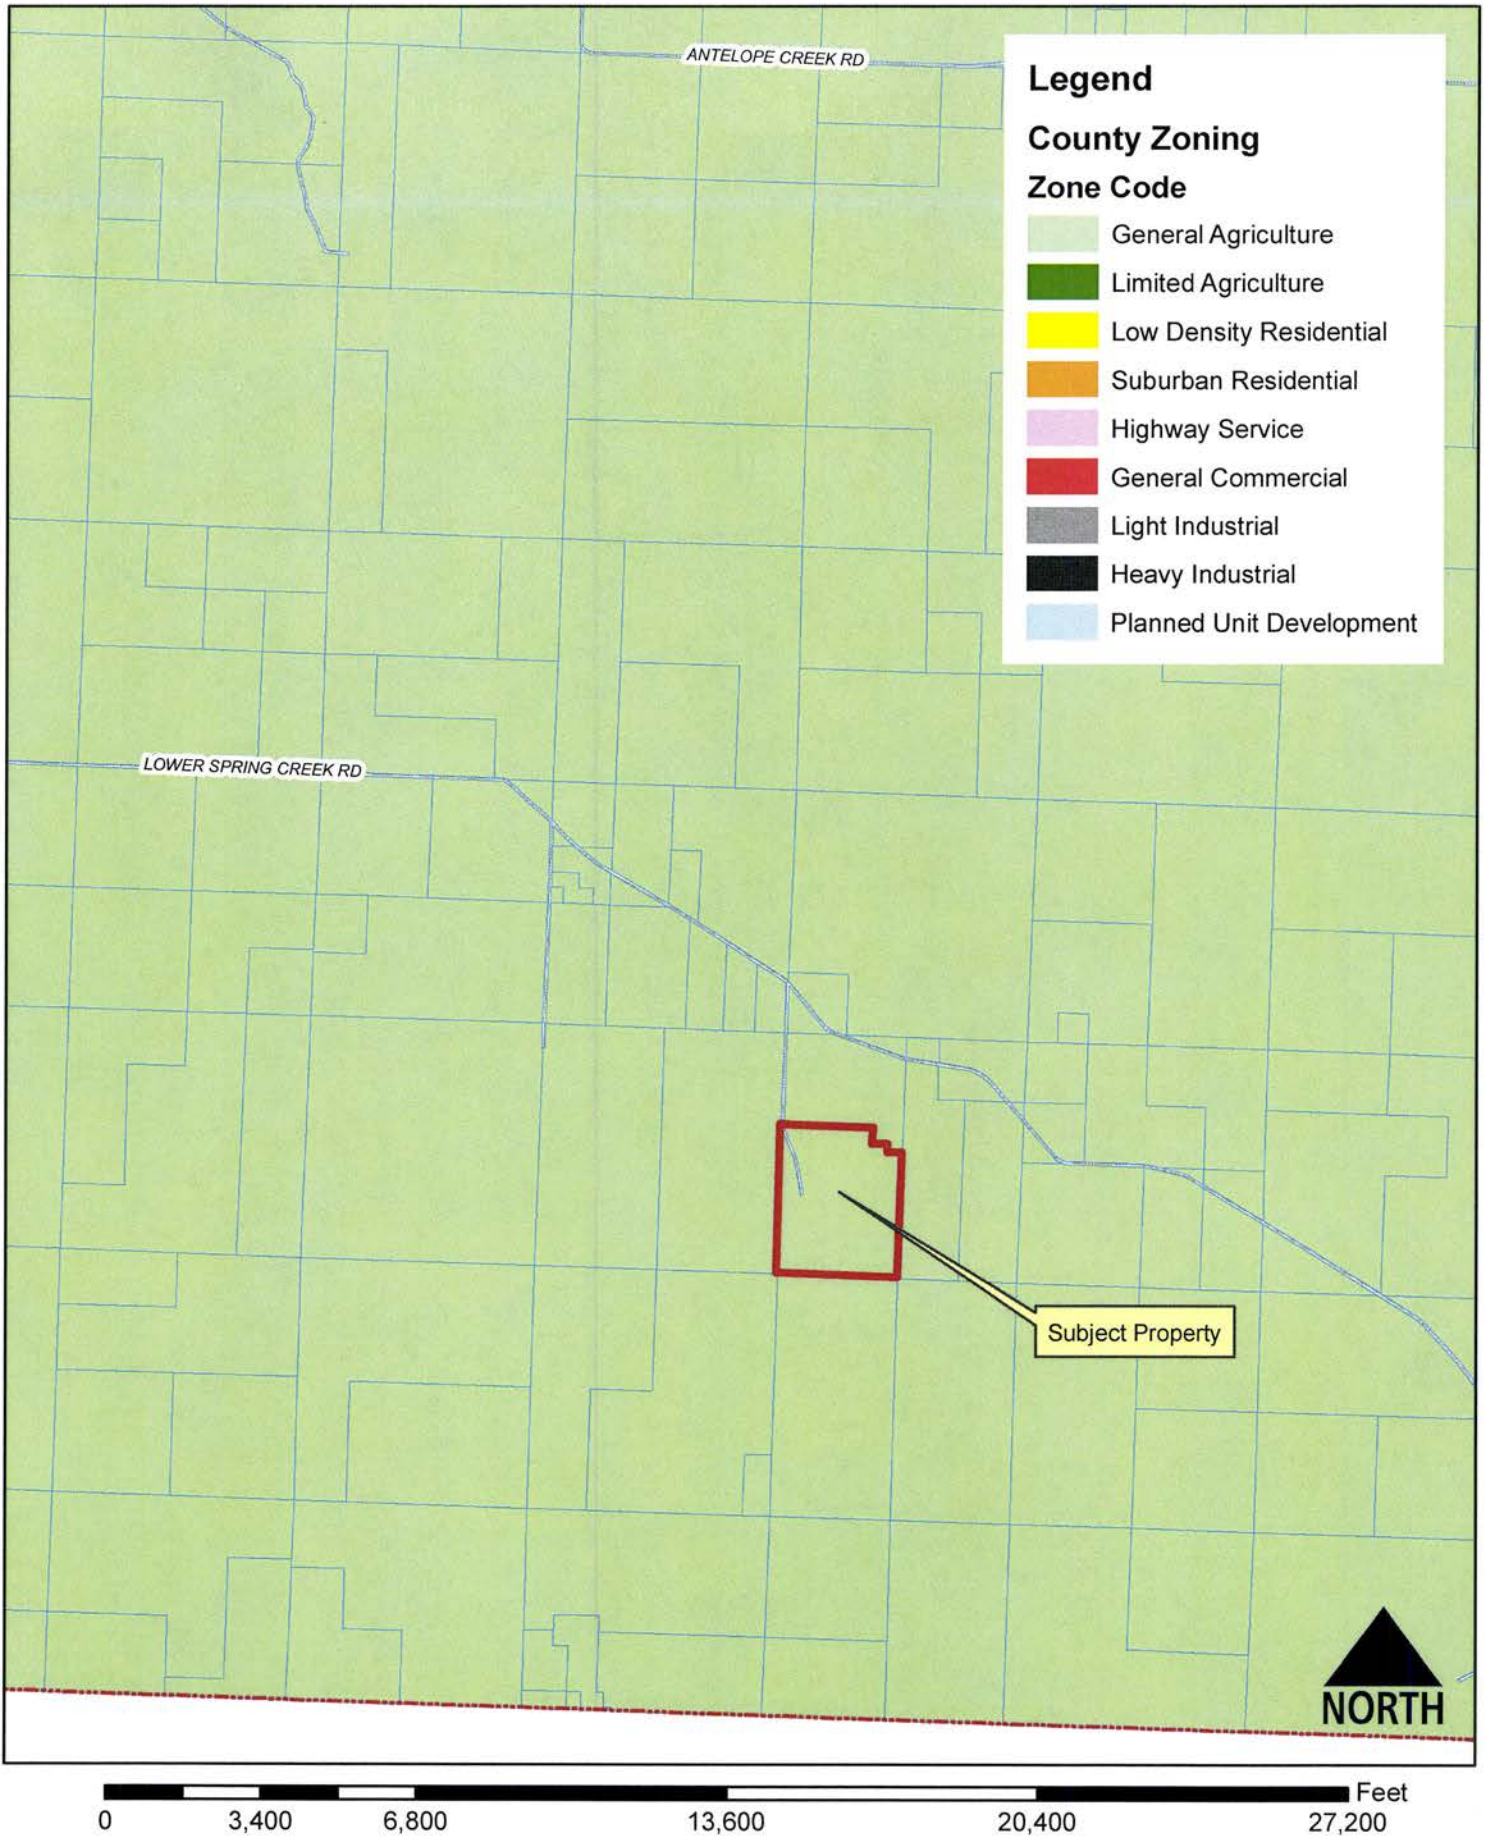 ANTELOPE CREEK RD
Legend
County Zoning
Zone Code
General Agriculture
Limited Agriculture
Low Density Residential
Suburban Residential
Highway Service
General Commercial
Light Industrial
Heavy Industrial
Planned Unit Development
LOWER SPRING CREEK RD
Subject Property
NORTH
Feet
0 3,400 6,800 13,600 20,400 27,200